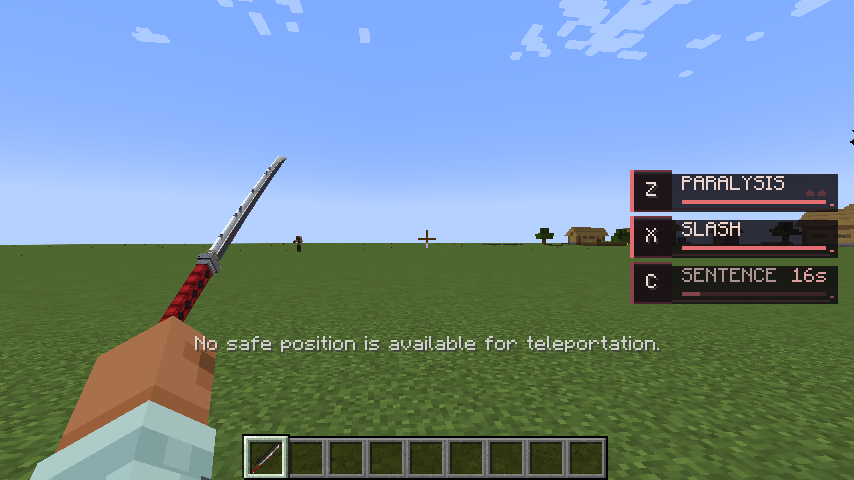 Z PARALYSIS
X SLASH
C SENTENCE 16s
No safe position is available for teleportation.